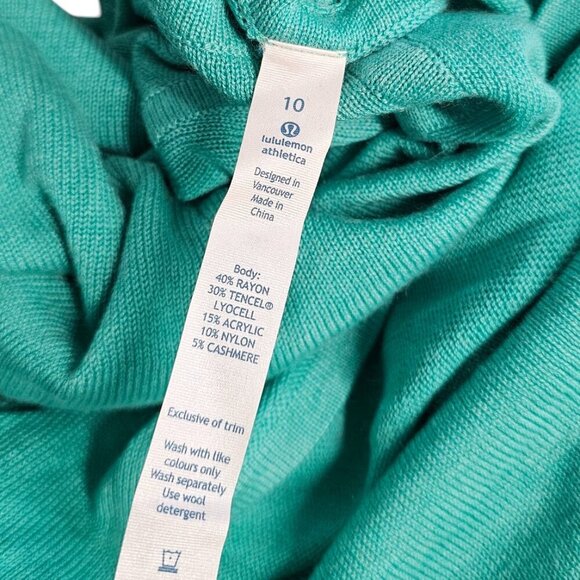 10
lululemon
athletica
Designed in
Vancouver
Made in
China
Body:
40% RAYON
30% TENCEL®
LYOCELL
15% ACRYLIC
10% NYLON
5% CASHMERE
Exclusive of trim
Wash with like
colours only
Wash separately
Use wool
detergent